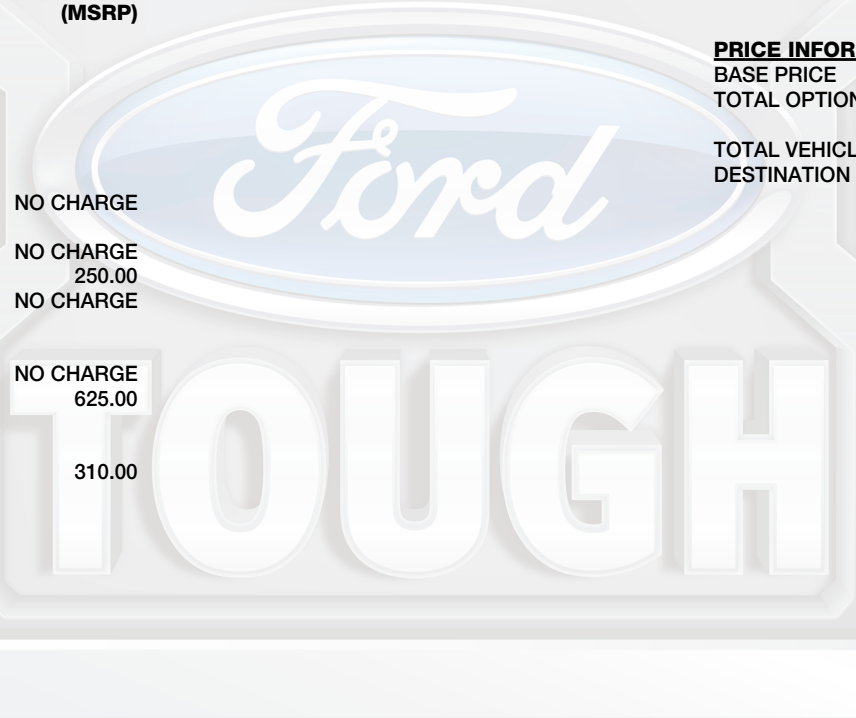 (MSRP)
PRICE INFOR
BASE PRICE
TOTAL OPTION
TOTAL VEHICL
DESTINATION
NO CHARGE
NO CHARGE
250.00
NO CHARGE
NO CHARGE
625.00
310.00
Ford
TOUGH